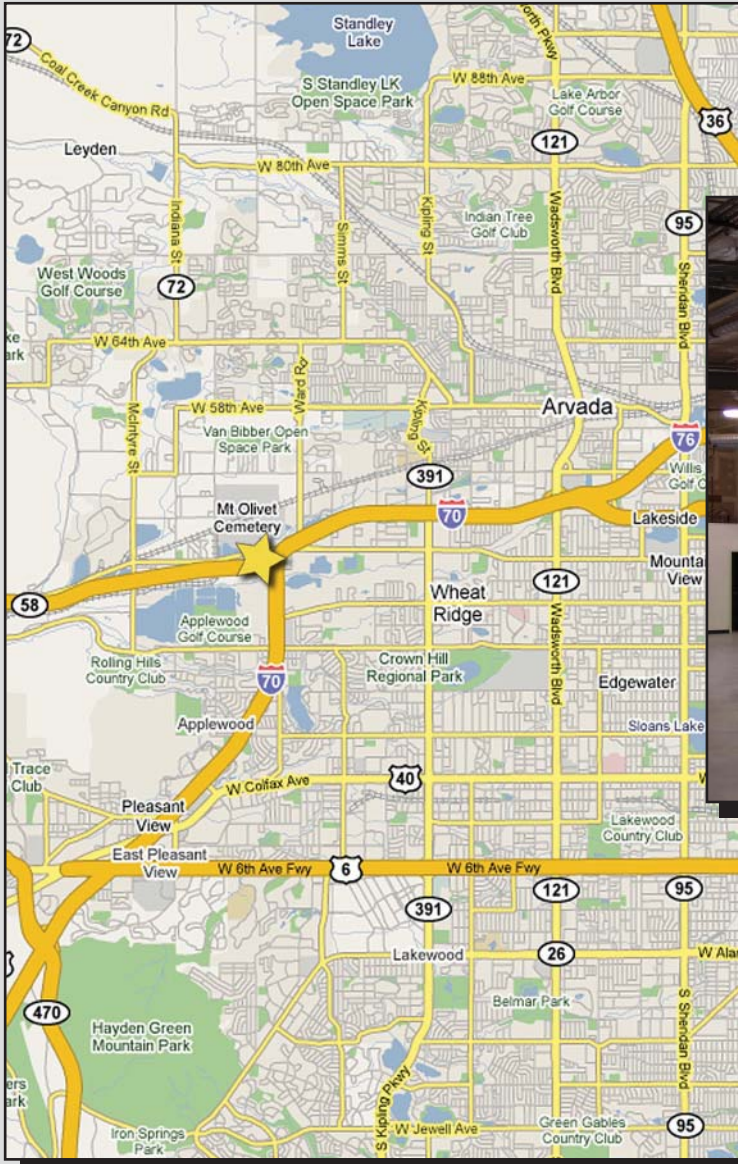 72
Standley
Lake
Coal Creek Canyon Rd
S Standley LK
Open Space Park
W 88th Ave
Lake Arbor
Golf Course
36
Leyden
121
W 80th Ave
Indiana St
Simms St
Kipling St
Indian Tree
Golf Club
Wadsworth Blvd
95
Sheridan Blvd
West Woods
Golf Course
72
W 64th Ave
McIntyre St
Ward Rd
W 58th Ave
Kipling St
Arvada
Van Bibber Open
Space Park
76
391
Mt Olivet
Cemetery
70
Lakeside
58
121
Wheat
Ridge
View
Applewood
Golf Course
Rolling Hills
Country Club
Crown Hill
Regional Park
Wadsworth Blvd
70
Edgewater
Applewood
Sloans Lake
Trace
Club
W Colfax Ave
40
Pleasant
View
Lakewood
Country Club
East Pleasant
View
W 6th Ave Fwy
6
W 6th Ave Fwy
391
121
95
Lakewood
26
Belmar Park
470
Hayden Green
Mountain Park
S Kipling Pkwy
S Sheridan Blvd
Iron Springs
Park
W Jewell Ave
Green Gables
Country Club
95